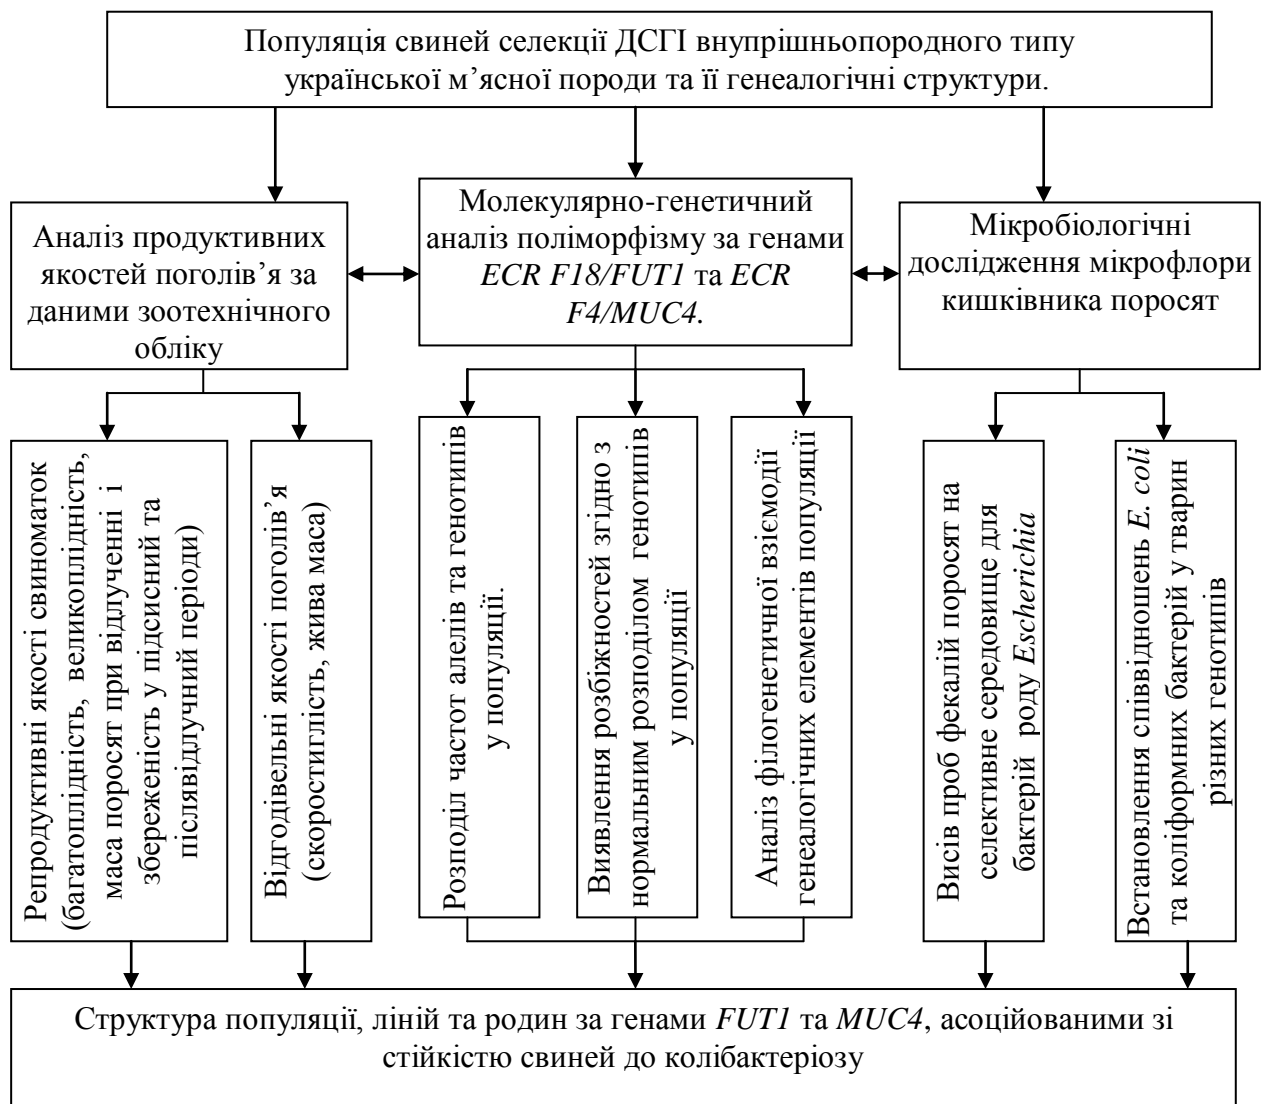 Популяція свиней селекції ДСГІ внупрішньопородного типу
української м’ясної породи та її генеалогічні структури.
Аналіз продуктивних
якостей поголів’я за
даними зоотехнічного
обліку
Молекулярно-генетичний
аналіз поліморфізму за генами
ECR F18/FUT1 та ECR
F4/MUC4.
Мікробіологічні
дослідження мікрофлори
кишківника поросят
Репродуктивні якості свиноматок
(багатоплідність, великоплідність,
маса поросят при відлученні і
збереженість у підсисний та
післявідлучний періоди)
Відгодівельні якості поголів’я
(скоростиглість, жива маса)
Розподіл частот алелів та генотипів
у популяції.
Виявлення розбіжностей згідно з
нормальним розподілом генотипів
у популяції
Аналіз філогенетичної взіємодії
генеалогічних елементів популяції
Висів проб фекалій поросят на
селективне середовище для
бактерій роду Escherichia
Встановлення співвідношень E. coli
та коліформних бактерій у тварин
різних генотипів
Структура популяції, ліній та родин за генами FUT1 та MUC4, асоційованими зі
стійкістю свиней до колібактеріозу